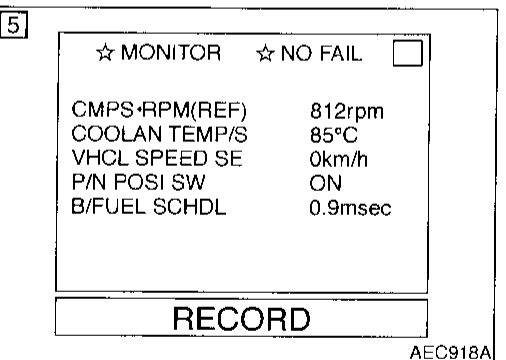 5
☆ MONITOR ☆ NO FAIL
CMPS•RPM(REF) 812rpm
COOLAN TEMP/S 85°C
VHCL SPEED SE 0km/h
P/N POSI SW ON
B/FUEL SCHDL 0.9msec
RECORD
AEC918A